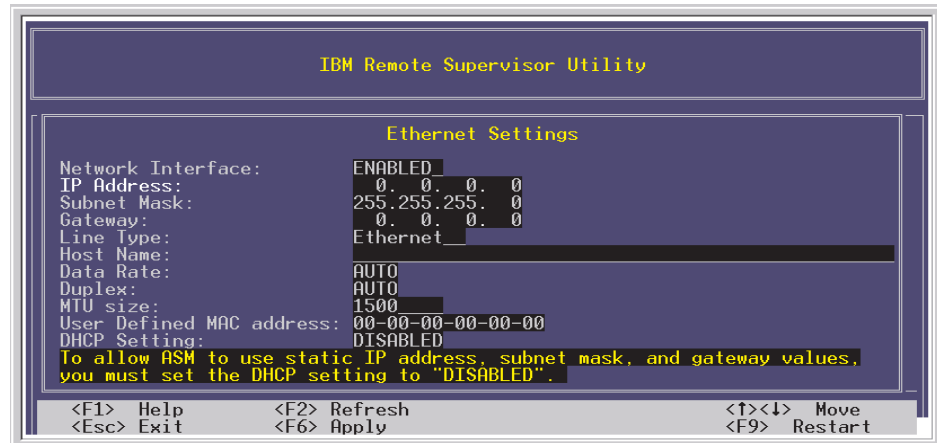 IBM Remote Supervisor Utility
Ethernet Settings
Network Interface: ENABLED_
IP Address: 0. 0. 0. 0
Subnet Mask: 255.255.255. 0
Gateway: 0. 0. 0. 0
Line Type: Ethernet__
Host Name:
Data Rate: AUTO
Duplex: AUTO
MTU size: 1500____
User Defined MAC address: 00-00-00-00-00-00
DHCP Setting: DISABLED
To allow ASM to use static IP address, subnet mask, and gateway values,
you must set the DHCP setting to "DISABLED".
<F1> Help <F2> Refresh <↑><↓> Move
<Esc> Exit <F6> Apply <F9> Restart